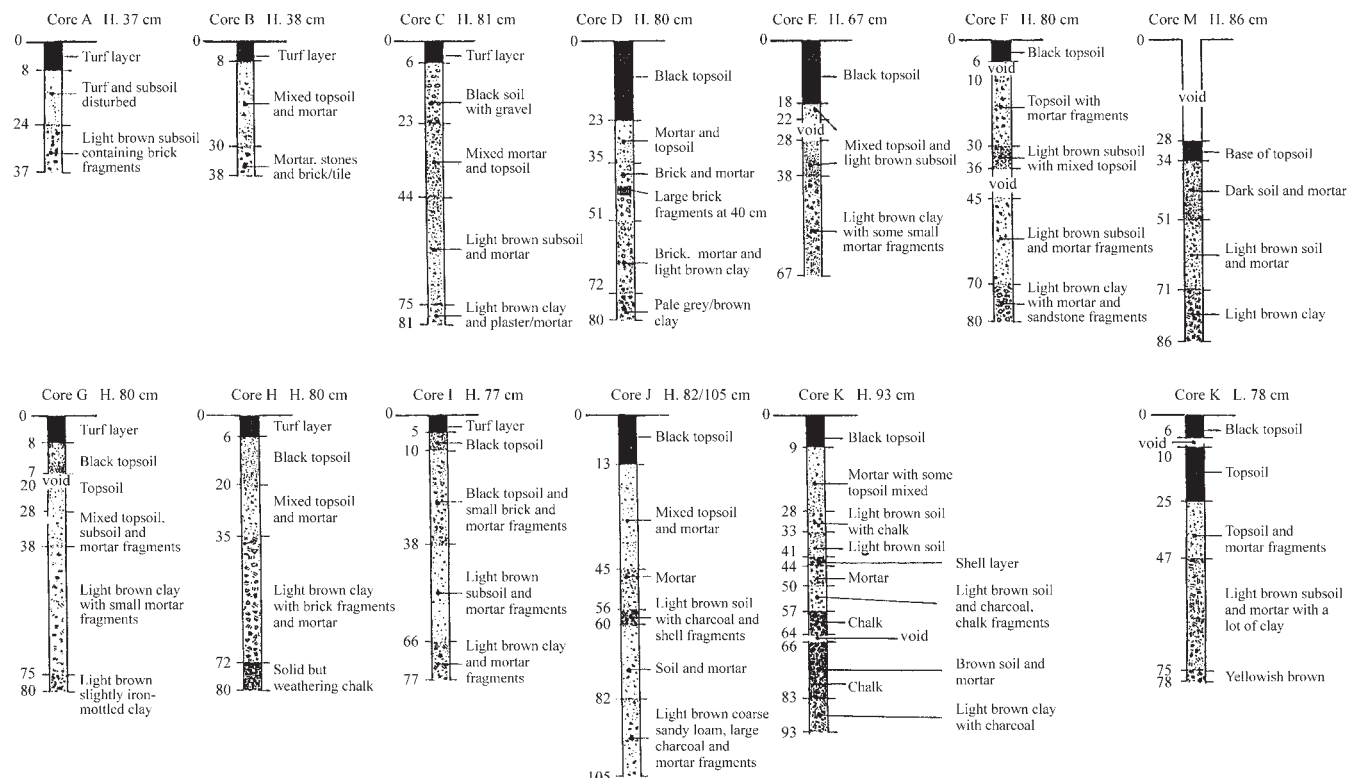 Core A H. 37 cm
0
8
24
37
Turf layer
Turf and subsoil
disturbed
Light brown subsoil
containing brick
fragments
Core B H. 38 cm
0
8
30
38
Turf layer
Mixed topsoil
and mortar
Mortar. stones
and brick/tile
Core C H. 81 cm
0
6
23
44
75
81
Turf layer
Black soil
with gravel
Mixed mortar
and topsoil
Light brown subsoil
and mortar
Light brown clay
and plaster/mortar
Core D H. 80 cm
0
23
35
51
72
80
Black topsoil
Mortar and
topsoil
Brick and mortar
Large brick
fragments at 40 cm
Brick. mortar and
light brown clay
Pale grey/brown
clay
Core E H. 67 cm
0
18
22
void
28
38
67
Black topsoil
Mixed topsoil and
light brown subsoil
Light brown clay
with some small
mortar fragments
Core F H. 80 cm
0
6
void
10
30
36
void
45
70
80
Black topsoil
Topsoil with
mortar fragments
Light brown subsoil
with mixed topsoil
Light brown subsoil
and mortar fragments
Light brown clay
with mortar and
sandstone fragments
Core M H. 86 cm
0
void
28
34
51
71
86
Base of topsoil
Dark soil and mortar
Light brown soil
and mortar
Light brown clay
Core G H. 80 cm
0
8
7
void
20
28
38
75
80
Turf layer
Black topsoil
Topsoil
Mixed topsoil,
subsoil and
mortar fragments
Light brown clay
with small mortar
fragments
Light brown
slightly iron-
mottled clay
Core H H. 80 cm
0
6
20
35
72
80
Turf layer
Black topsoil
Mixed topsoil
and mortar
Light brown clay
with brick fragments
and mortar
Solid but
weathering chalk
Core I H. 77 cm
0
5
10
38
66
77
Turf layer
Black topsoil
Black topsoil and
small brick and
mortar fragments
Light brown
subsoil and
mortar fragments
Light brown clay
and mortar
fragments
Core J H. 82/105 cm
0
13
45
56
60
82
105
Black topsoil
Mixed topsoil
and mortar
Mortar
Light brown soil
with charcoal and
shell fragments
Soil and mortar
Light brown coarse
sandy loam, large
charcoal and
mortar fragments
Core K H. 93 cm
0
9
28
33
41
44
50
57
64
66
83
93
Black topsoil
Mortar with some
topsoil mixed
Light brown soil
with chalk
Light brown soil
Shell layer
Mortar
Light brown soil
and charcoal,
chalk fragments
Chalk
void
Brown soil and
mortar
Chalk
Light brown clay
with charcoal
Core K L. 78 cm
0
6
void
10
25
47
75
78
Black topsoil
Topsoil
Topsoil and
mortar fragments
Light brown subsoil
and mortar with a
lot of clay
Yellowish brown